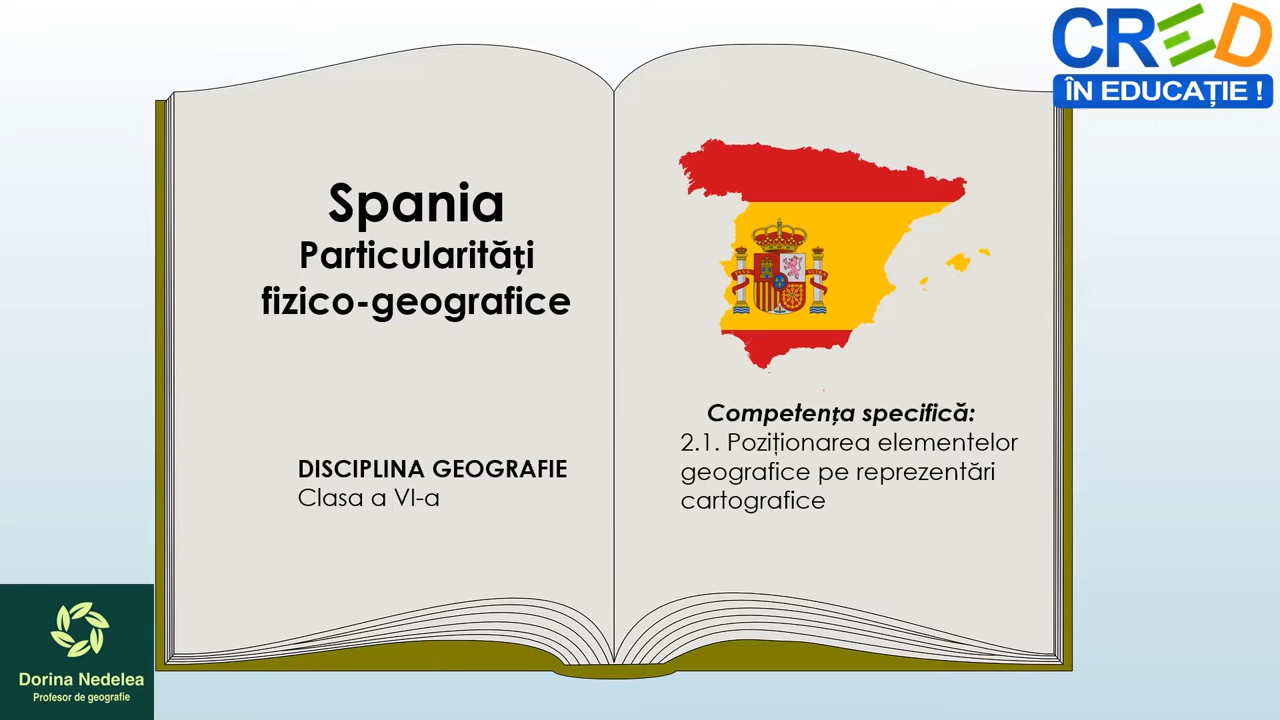 CRED
ÎN EDUCAȚIE !
Spania
Particularități
fizico-geografice
DISCIPLINA GEOGRAFIE
Clasa a VI-a
Competența specifică:
2.1. Poziționarea elementelor
geografice pe reprezentări
cartografice
Dorina Nedelea
Profesor de geografie